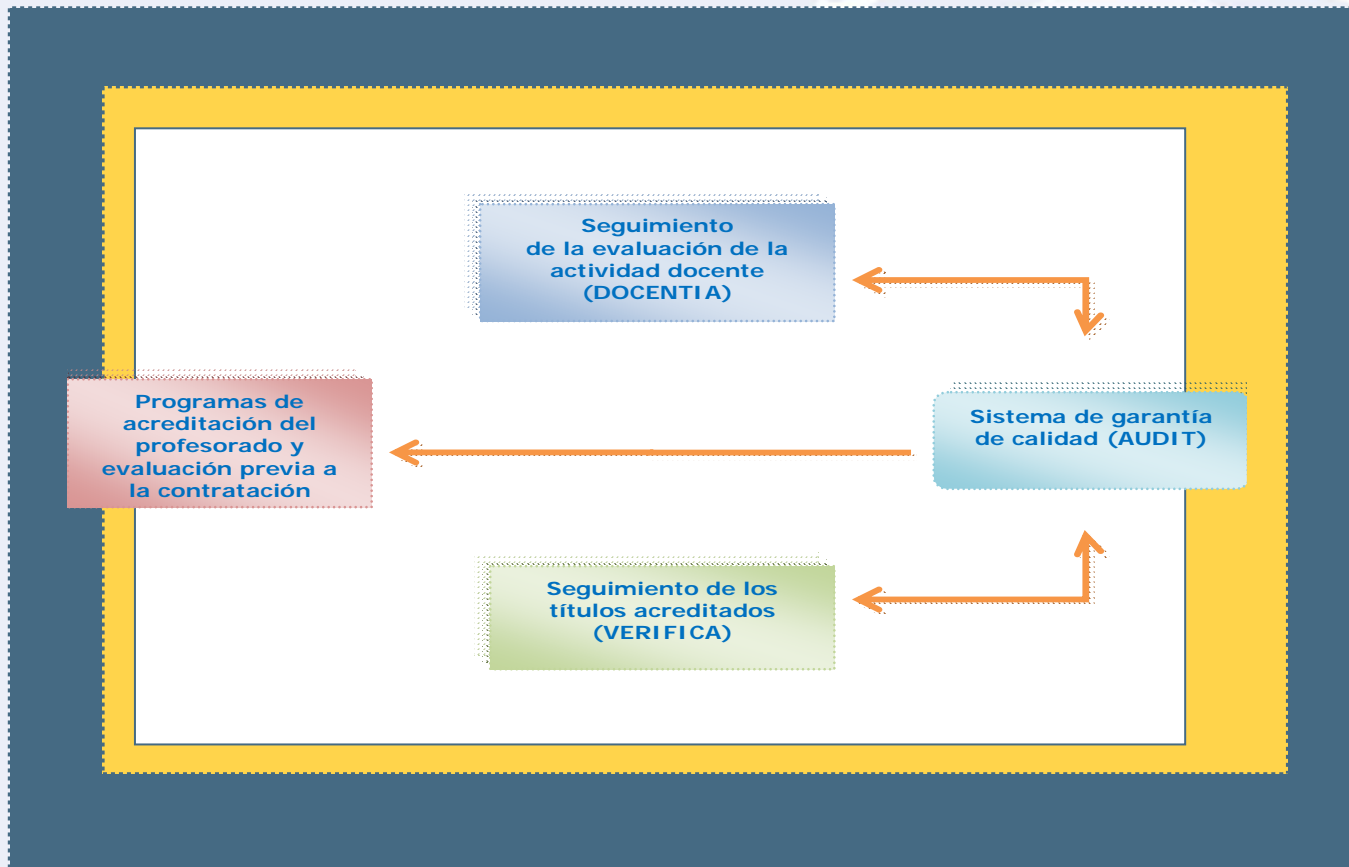 Seguimiento
de la evaluación de la
actividad docente
(DOCENTIA)
Programas de
acreditación del
profesorado y
evaluación previa a
la contratación
Sistema de garantía
de calidad (AUDIT)
Seguimiento de los
títulos acreditados
(VERIFICA)